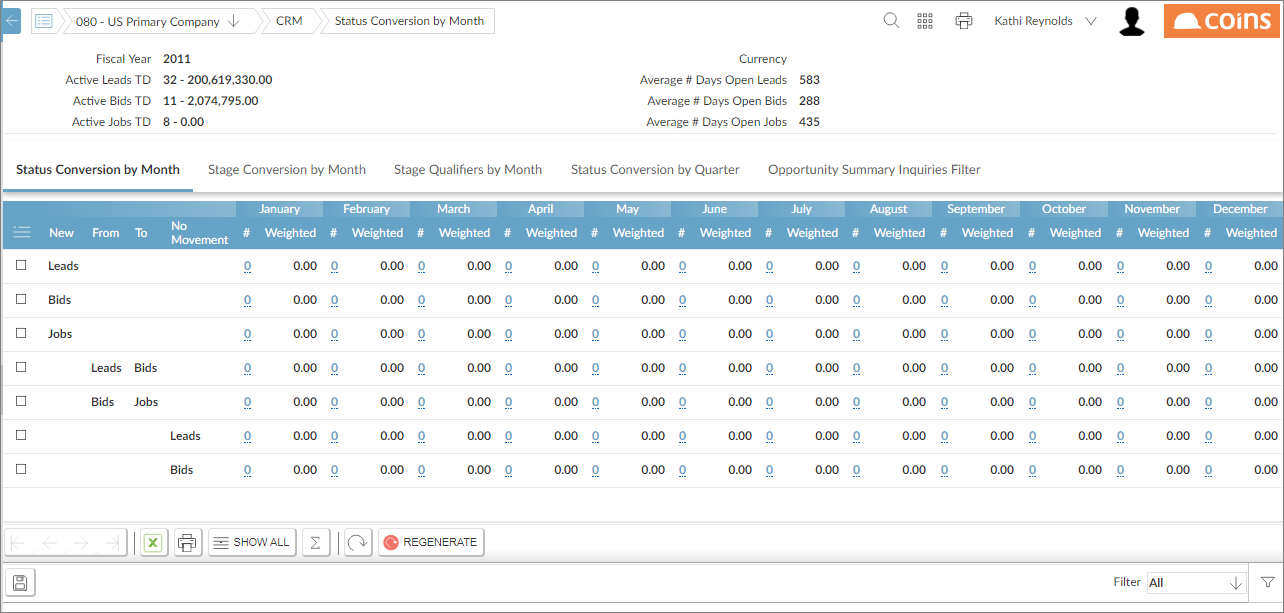 080 - US Primary Company CRM Status Conversion by Month Kathi Reynolds coins
Fiscal Year 2011 Currency
Active Leads TD 32 - 200,619,330.00 Average # Days Open Leads 583
Active Bids TD 11 - 2,074,795.00 Average # Days Open Bids 288
Active Jobs TD 8 - 0.00 Average # Days Open Jobs 435
Status Conversion by Month Stage Conversion by Month Stage Qualifiers by Month Status Conversion by Quarter Opportunity Summary Inquiries Filter
January February March April May June July August September October November December
New From To No Movement # Weighted # Weighted # Weighted # Weighted # Weighted # Weighted # Weighted # Weighted # Weighted # Weighted # Weighted # Weighted
Leads 0 0.00 0 0.00 0 0.00 0 0.00 0 0.00 0 0.00 0 0.00 0 0.00 0 0.00 0 0.00 0 0.00 0 0.00
Bids 0 0.00 0 0.00 0 0.00 0 0.00 0 0.00 0 0.00 0 0.00 0 0.00 0 0.00 0 0.00 0 0.00 0 0.00
Jobs 0 0.00 0 0.00 0 0.00 0 0.00 0 0.00 0 0.00 0 0.00 0 0.00 0 0.00 0 0.00 0 0.00 0 0.00
Leads Bids 0 0.00 0 0.00 0 0.00 0 0.00 0 0.00 0 0.00 0 0.00 0 0.00 0 0.00 0 0.00 0 0.00 0 0.00
Bids Jobs 0 0.00 0 0.00 0 0.00 0 0.00 0 0.00 0 0.00 0 0.00 0 0.00 0 0.00 0 0.00 0 0.00 0 0.00
Leads 0 0.00 0 0.00 0 0.00 0 0.00 0 0.00 0 0.00 0 0.00 0 0.00 0 0.00 0 0.00 0 0.00 0 0.00
Bids 0 0.00 0 0.00 0 0.00 0 0.00 0 0.00 0 0.00 0 0.00 0 0.00 0 0.00 0 0.00 0 0.00 0 0.00
X SHOW ALL Σ REGENERATE
Filter All